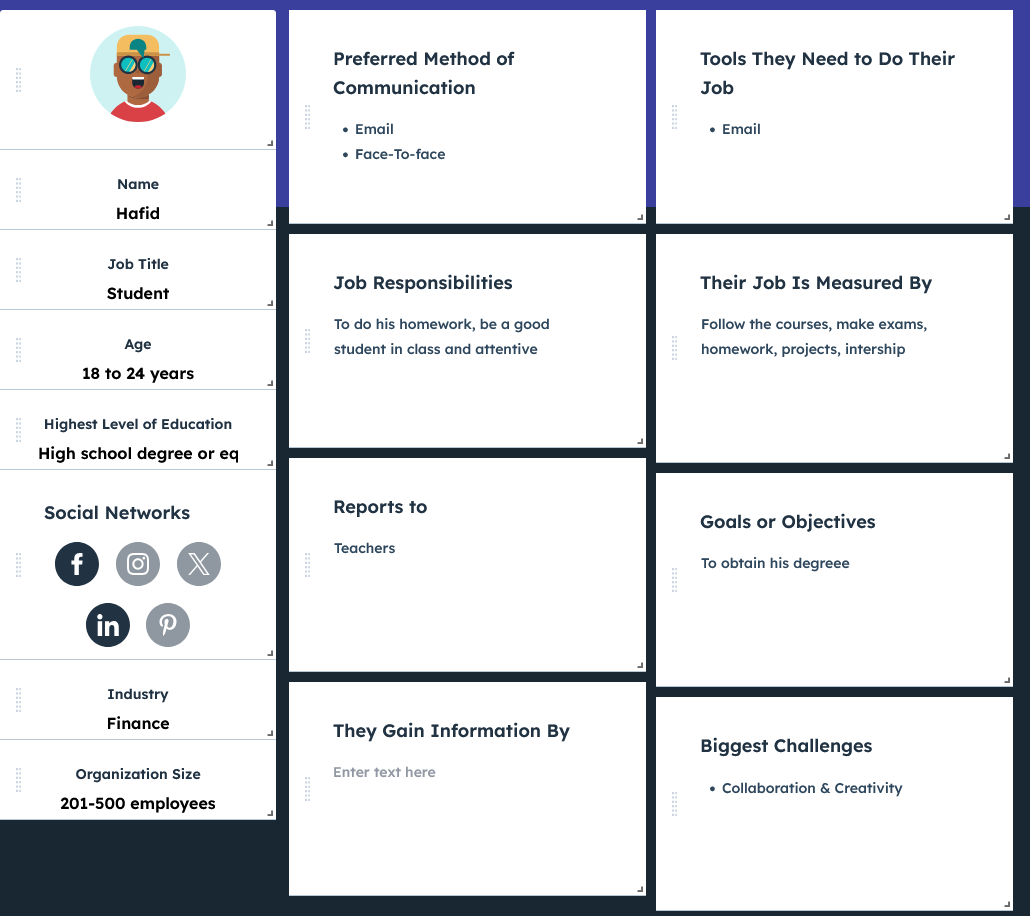 Name
Hafid
Job Title
Student
Age
18 to 24 years
Highest Level of Education
High school degree or eq
Social Networks
Industry
Finance
Organization Size
201-500 employees
Preferred Method of
Communication
• Email
• Face-To-face
Job Responsibilities
To do his homework, be a good
student in class and attentive
Reports to
Teachers
They Gain Information By
Enter text here
Tools They Need to Do Their
Job
• Email
Their Job Is Measured By
Follow the courses, make exams,
homework, projects, intership
Goals or Objectives
To obtain his degreee
Biggest Challenges
• Collaboration & Creativity